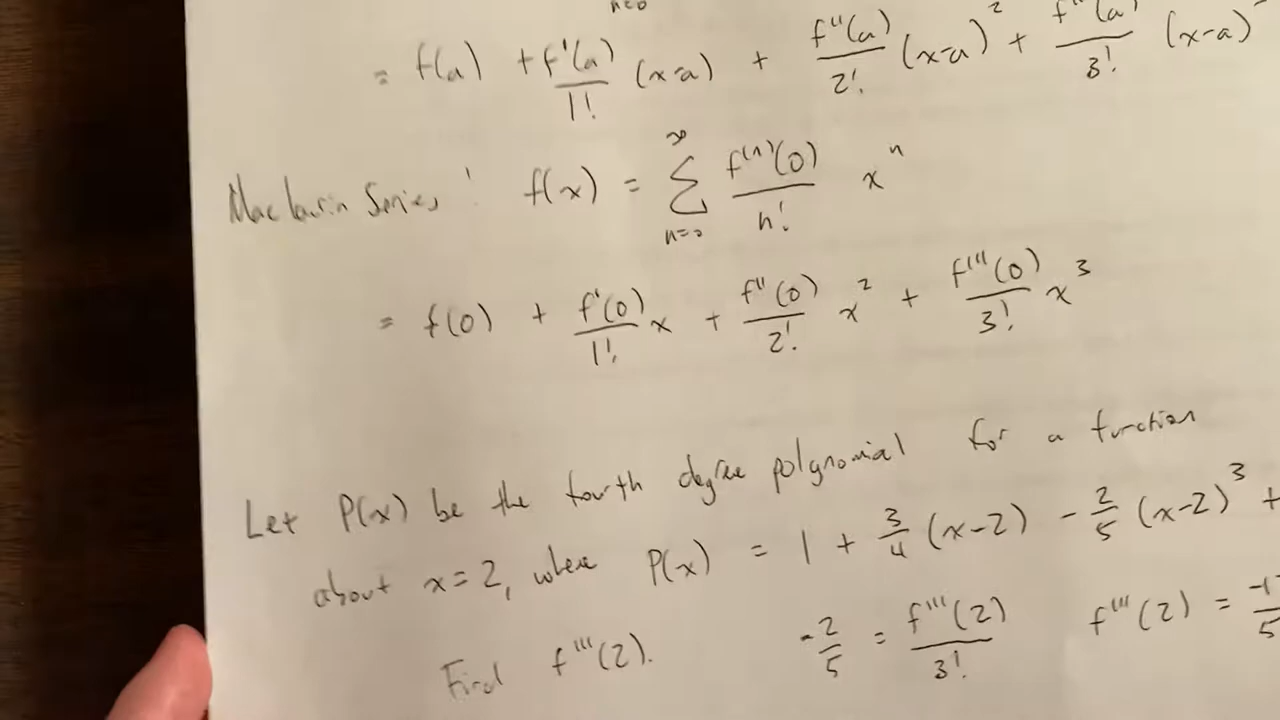 n=0
= f(a) + f'(a)/1! (x-a) + f''(a)/2! (x-a)^2 + f'''(a)/3! (x-a)
Maclaurin Series: f(x) = ∑_{n=0}^{∞} f^(n)(0)/n! x^n
= f(0) + f'(0)/1! x + f''(0)/2! x^2 + f'''(0)/3! x^3
Let P(x) be the fourth degree polynomial for a function
about x=2, where P(x) = 1 + 3/4 (x-2) - 2/5 (x-2)^3 +
Find f'''(2). -2/5 = f'''(2)/3! f'''(2) =